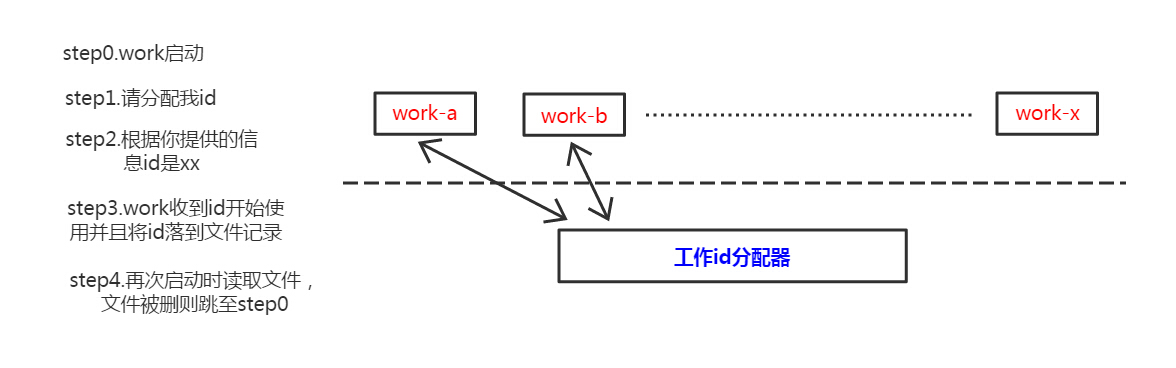 step0.work启动
step1.请分配我id
step2.根据你提供的信
息id是xx
step3.work收到id开始使
用并且将id落到文件记录
step4.再次启动时读取文件，
文件被删则跳至step0
work-a
work-b
work-x
工作id分配器